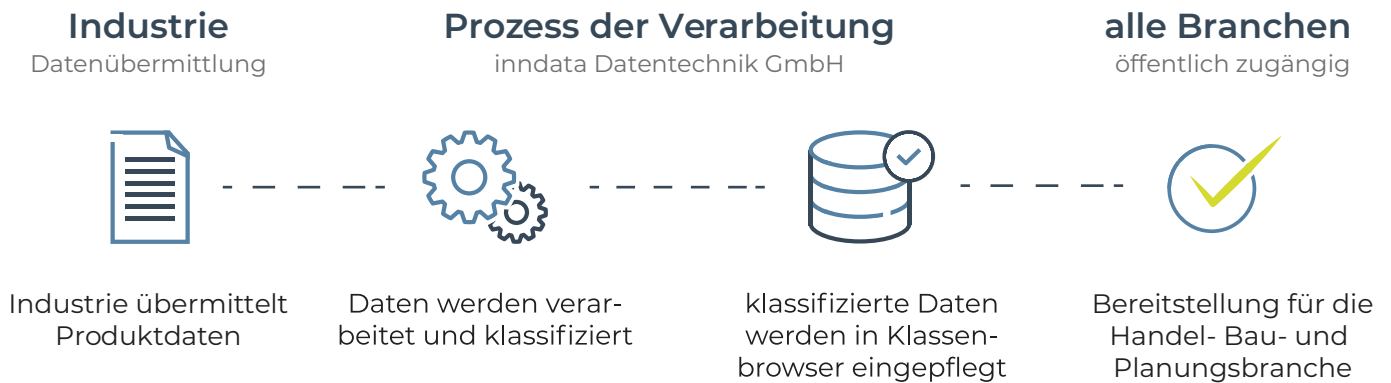 Industrie
Datenübermittlung
Prozess der Verarbeitung
inndata Datentechnik GmbH
alle Branchen
öffentlich zugängig
Industrie übermittelt
Produktdaten
Daten werden verar-
beitet und klassifiziert
klassifizierte Daten
werden in Klassen-
browser eingepflegt
Bereitstellung für die
Handel- Bau- und
Planungsbranche